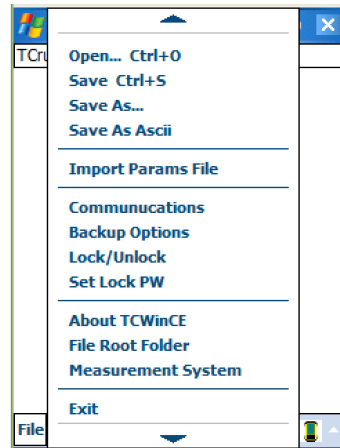 TCru
Open... Ctrl+O
Save Ctrl+S
Save As...
Save As Ascii
Import Params File
Communucations
Backup Options
Lock/Unlock
Set Lock PW
About TCWinCE
File Root Folder
Measurement System
Exit
File